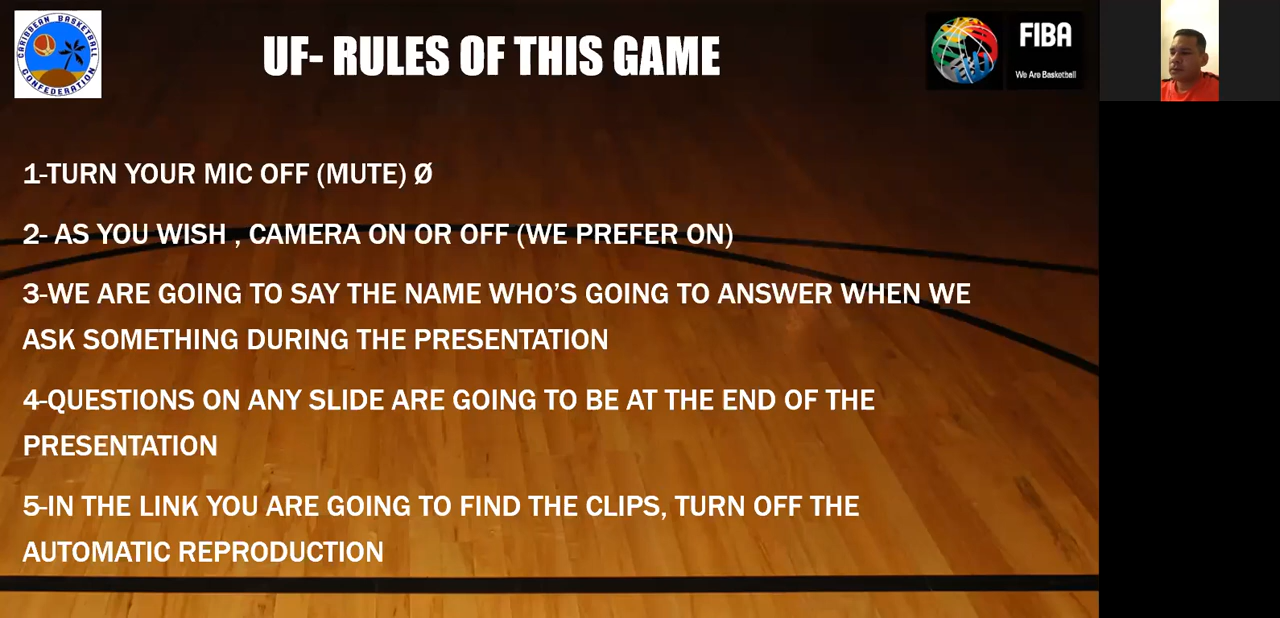 CARIBBEAN BASKETBALL
CONFEDERATION
UF- RULES OF THIS GAME
FIBA
We Are Basketball
1-TURN YOUR MIC OFF (MUTE) Ø
2- AS YOU WISH , CAMERA ON OR OFF (WE PREFER ON)
3-WE ARE GOING TO SAY THE NAME WHO’S GOING TO ANSWER WHEN WE
ASK SOMETHING DURING THE PRESENTATION
4-QUESTIONS ON ANY SLIDE ARE GOING TO BE AT THE END OF THE
PRESENTATION
5-IN THE LINK YOU ARE GOING TO FIND THE CLIPS, TURN OFF THE
AUTOMATIC REPRODUCTION